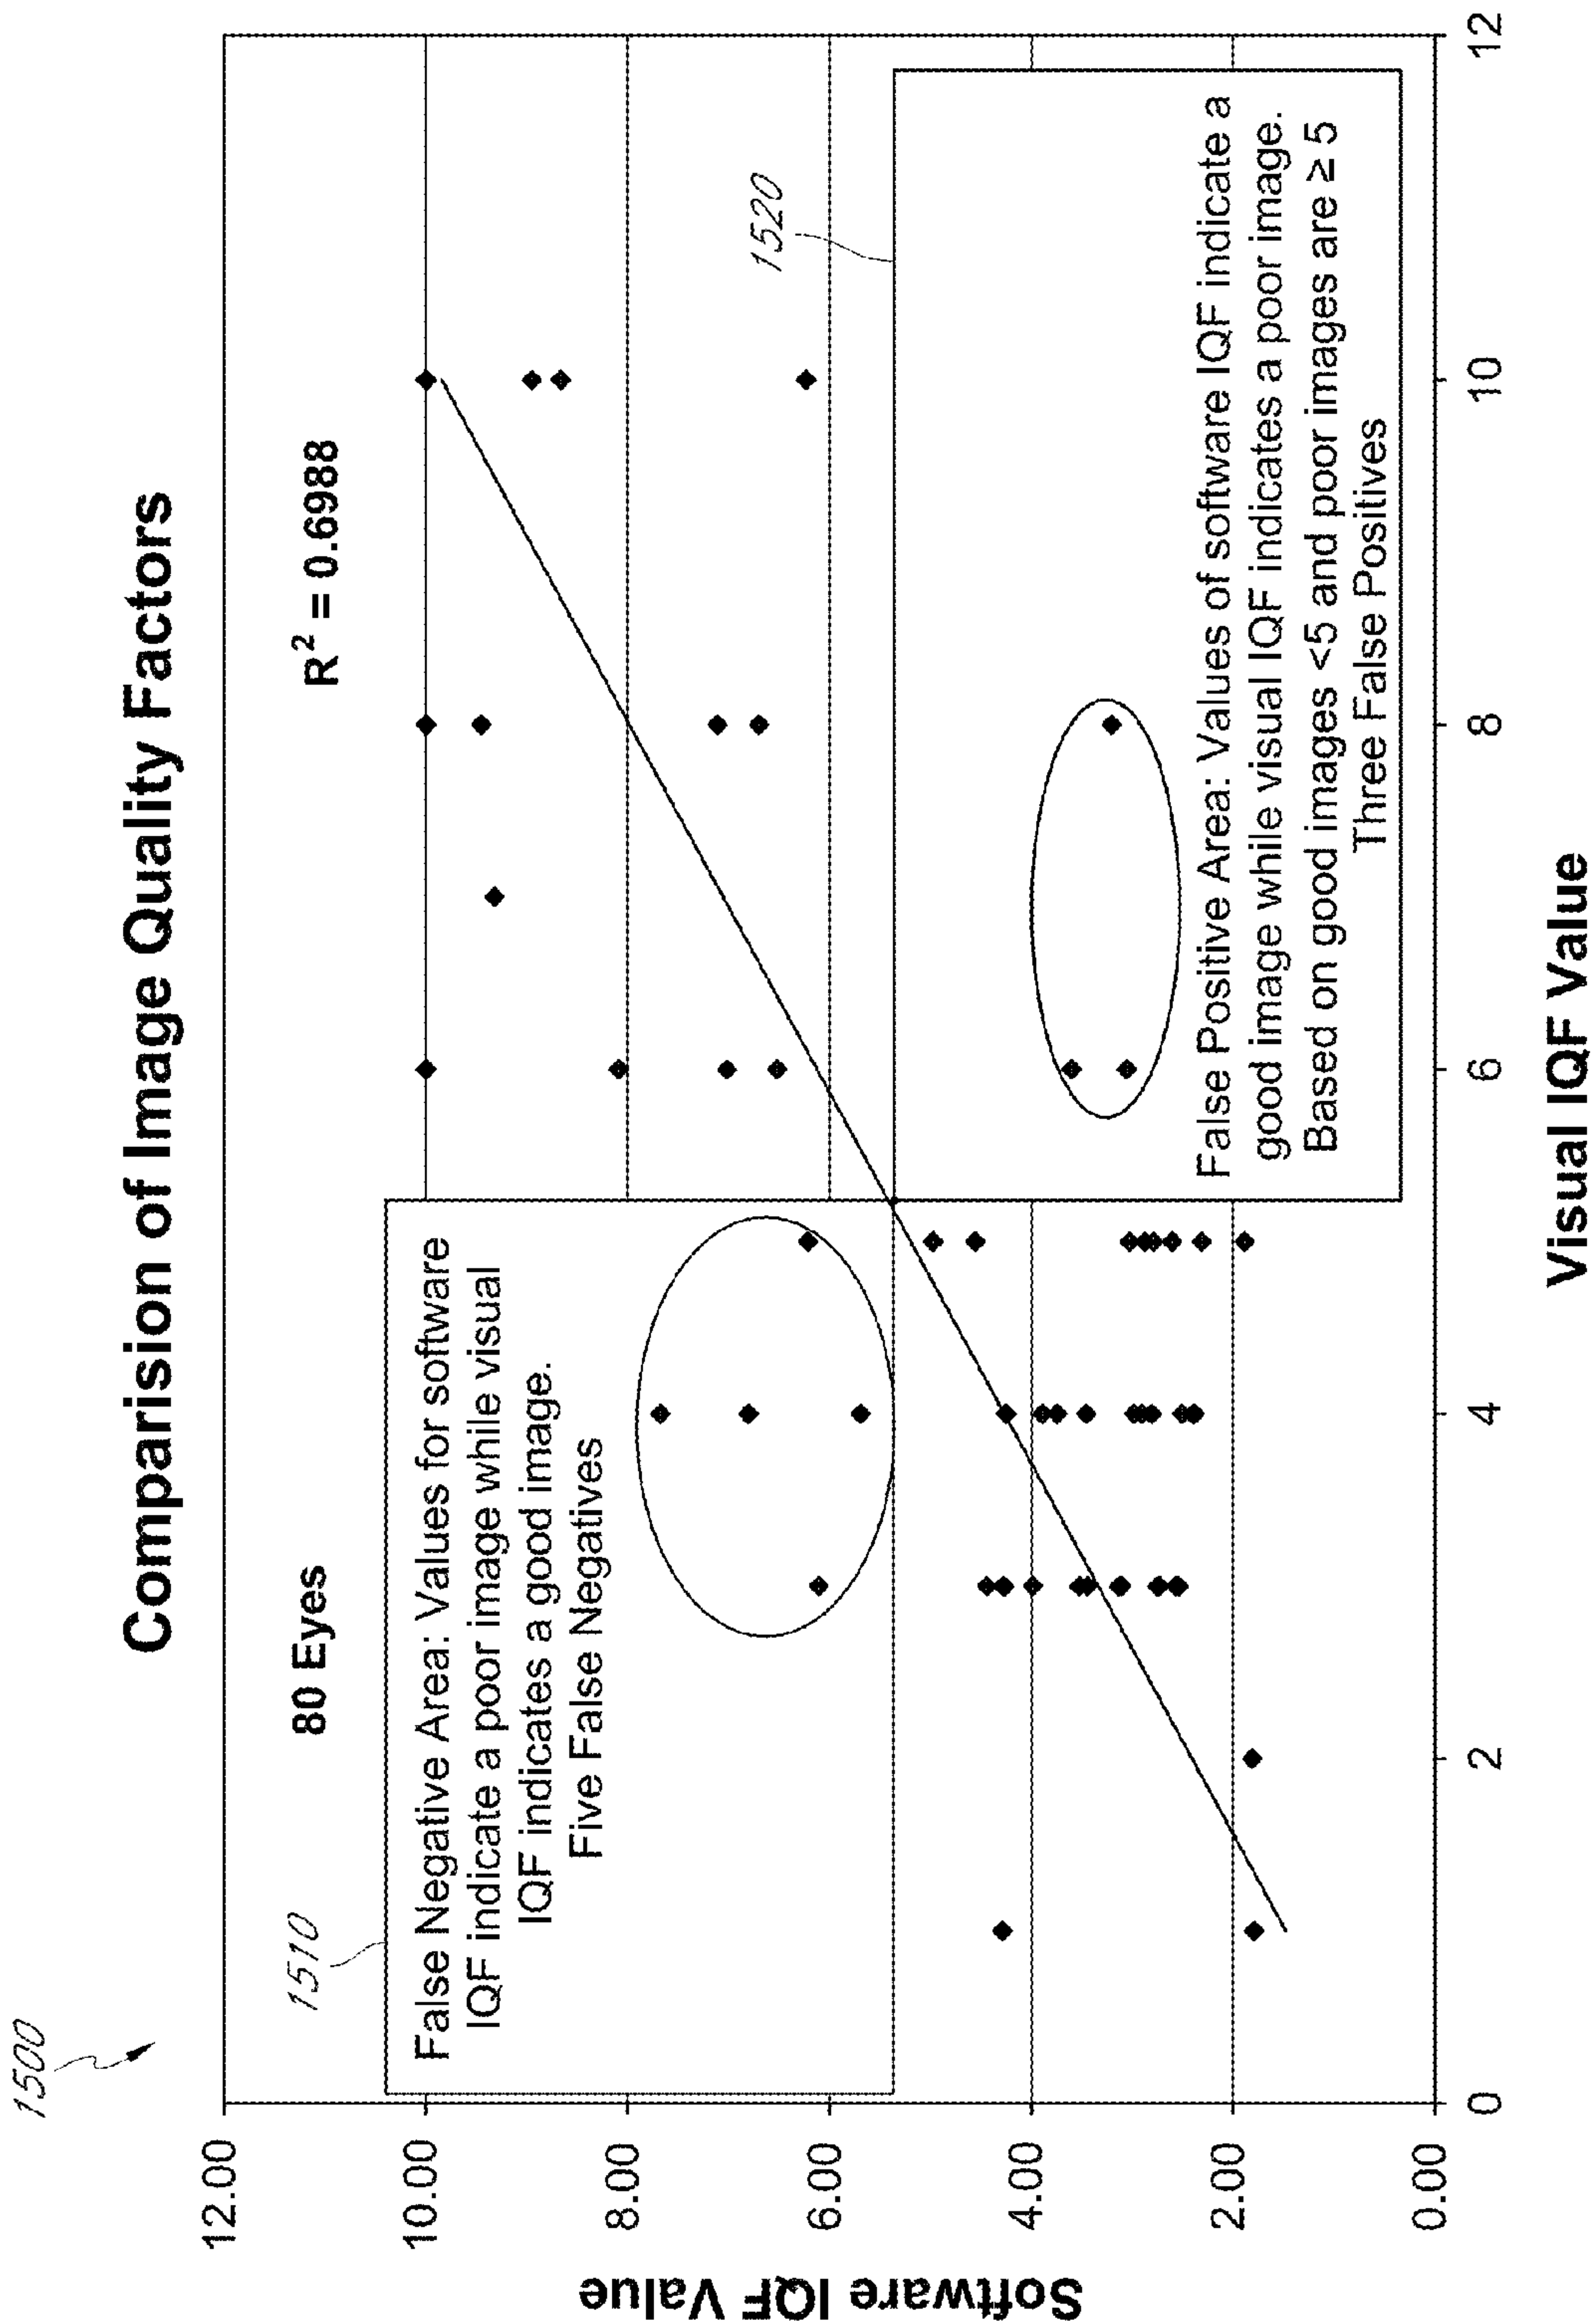 1500
Comparision of Image Quality Factors
80 Eyes
R² = 0.6988
1510
False Negative Area: Values for software
IQF indicate a poor image while visual
IQF indicates a good image.
Five False Negatives
1520
False Positive Area: Values of software IQF indicate a
good image while visual IQF indicates a poor image.
Based on good images <5 and poor images are ≥ 5
Three False Positives
Software IQF Value
12.00
10.00
8.00
6.00
4.00
2.00
0.00
0
2
4
6
8
10
12
Visual IQF Value